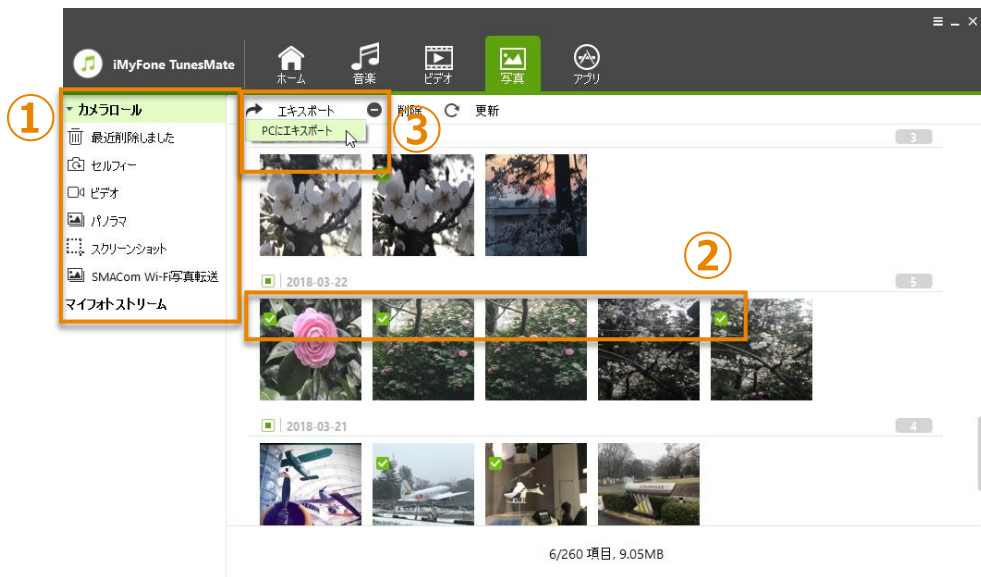 iMyFone TunesMate
ホーム
音楽
ビデオ
写真
アプリ
①
カメラロール
最近削除しました
セルフィー
ビデオ
パノラマ
スクリーンショット
SMACom Wi-Fi写真転送
マイフォトストリーム
エキスポート
削除
更新
PCにエキスポート
③
3
②
2018-03-22
5
2018-03-21
4
6/260 項目, 9.05MB